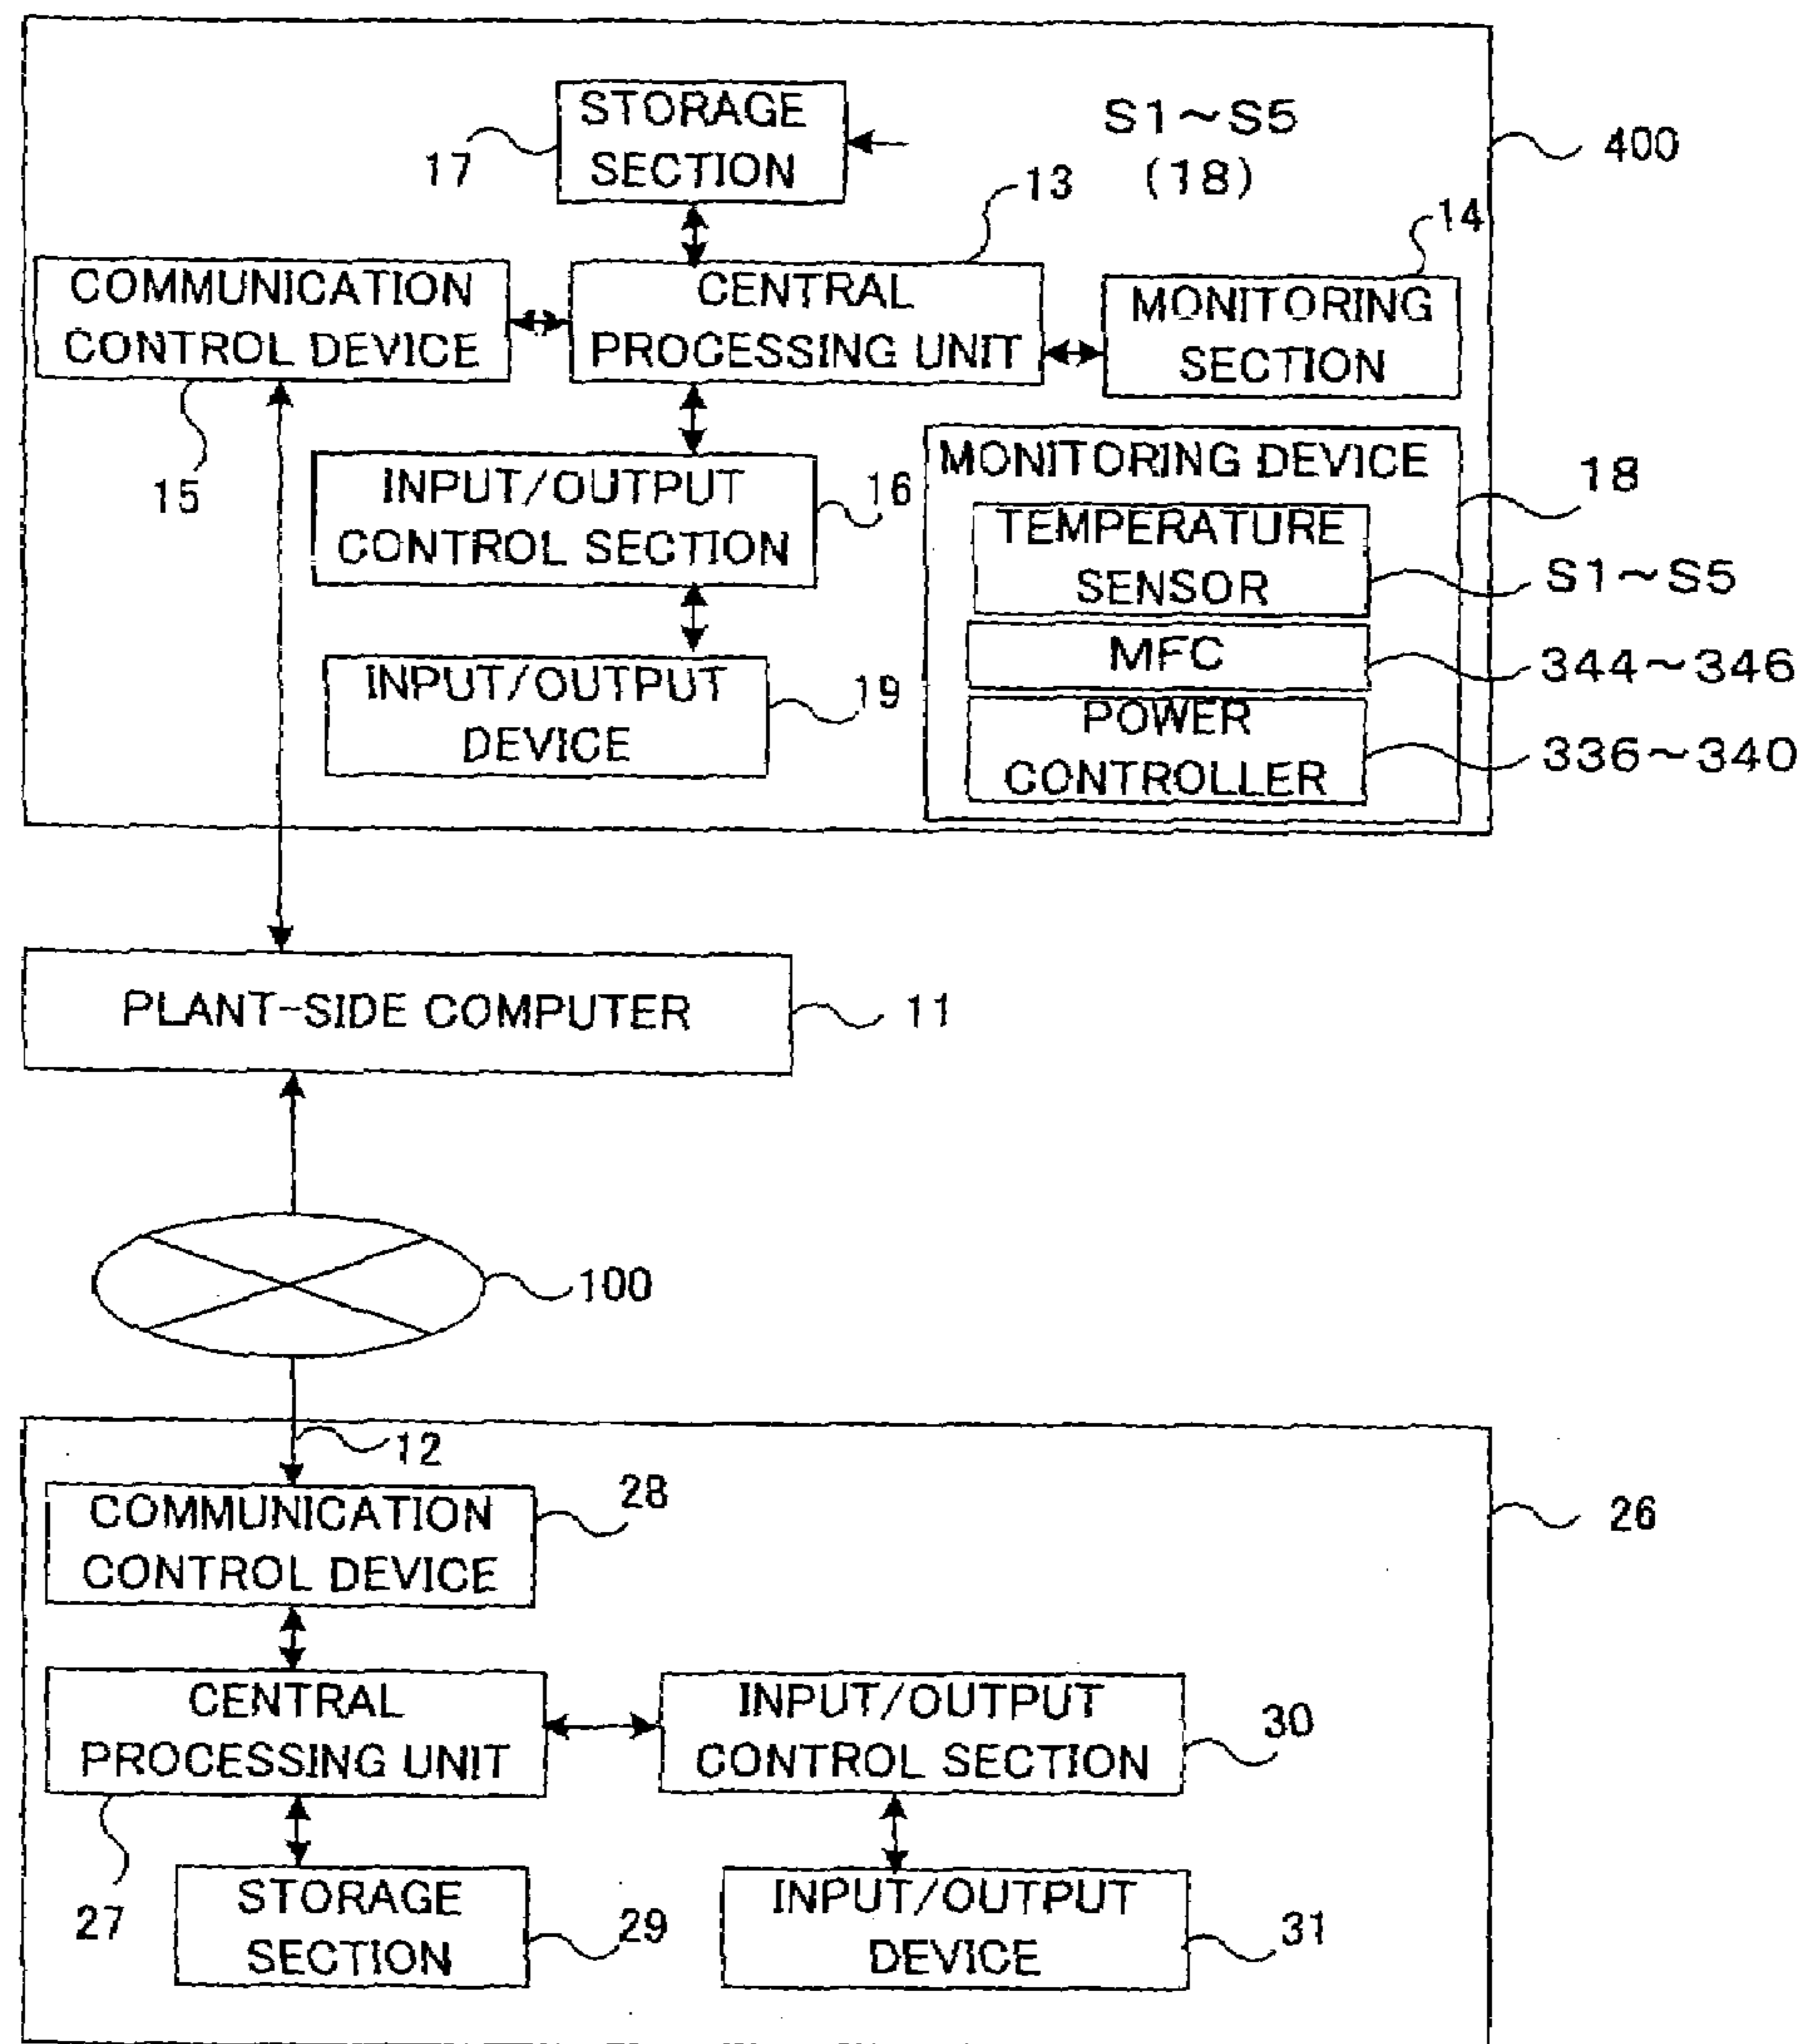 STORAGE
SECTION
17
S1~S5
(18)
400
13
14
COMMUNICATION
CONTROL DEVICE
CENTRAL
PROCESSING UNIT
MONITORING
SECTION
15
INPUT/OUTPUT
CONTROL SECTION
16
MONITORING DEVICE
18
TEMPERATURE
SENSOR
S1~S5
MFC
344~346
POWER
CONTROLLER
336~340
INPUT/OUTPUT
DEVICE
19
PLANT-SIDE COMPUTER
11
100
12
COMMUNICATION
CONTROL DEVICE
28
26
CENTRAL
PROCESSING UNIT
27
INPUT/OUTPUT
CONTROL SECTION
30
STORAGE
SECTION
29
INPUT/OUTPUT
DEVICE
31